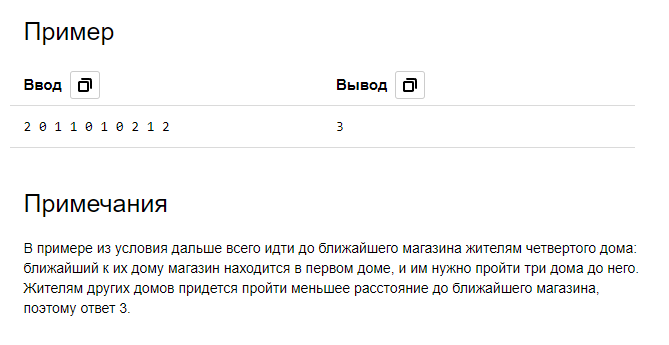 Пример
Ввод Вывод
2 0 1 1 0 1 0 2 1 2 3
Примечания
В примере из условия дальше всего идти до ближайшего магазина жителям четвертого дома:
ближайший к их дому магазин находится в первом доме, и им нужно пройти три дома до него.
Жителям других домов придется пройти меньшее расстояние до ближайшего магазина,
поэтому ответ 3.